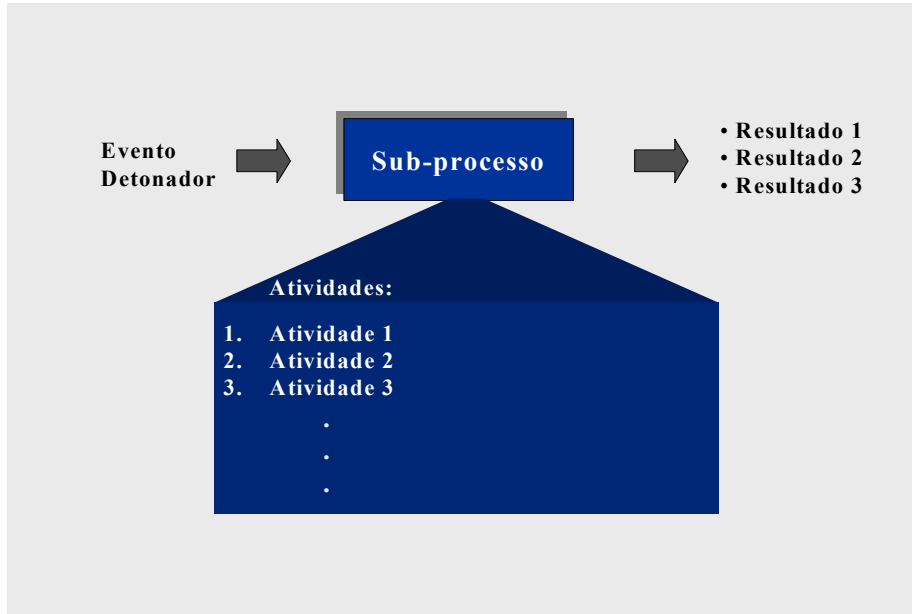 Evento
Detonador
Sub-processo
• Resultado 1
• Resultado 2
• Resultado 3
Atividades:
1. Atividade 1
2. Atividade 2
3. Atividade 3
.
.
.